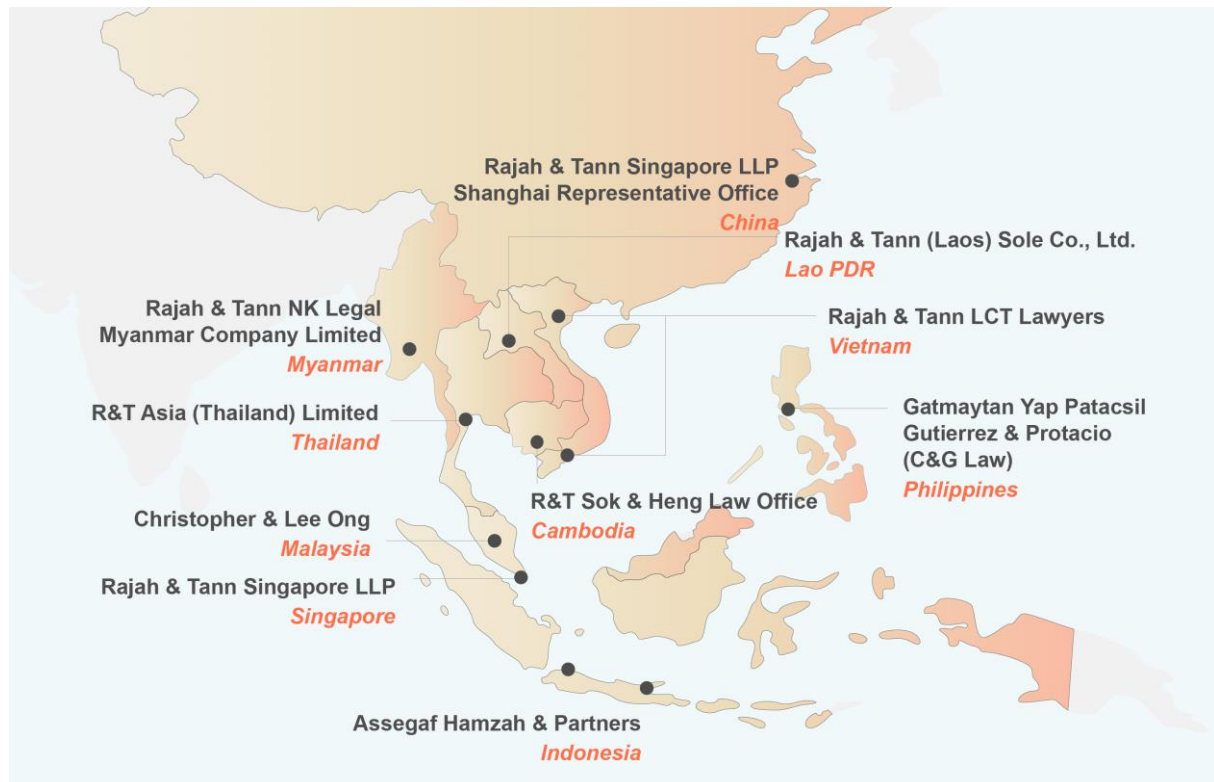 Rajah & Tann Singapore LLP
Shanghai Representative Office
China
Rajah & Tann (Laos) Sole Co., Ltd.
Lao PDR
Rajah & Tann NK Legal
Myanmar Company Limited
Myanmar
Rajah & Tann LCT Lawyers
Vietnam
R&T Asia (Thailand) Limited
Thailand
Gatmaytan Yap Patacsil
Gutierrez & Protacio
(C&G Law)
Philippines
R&T Sok & Heng Law Office
Cambodia
Christopher & Lee Ong
Malaysia
Rajah & Tann Singapore LLP
Singapore
Assegaf Hamzah & Partners
Indonesia